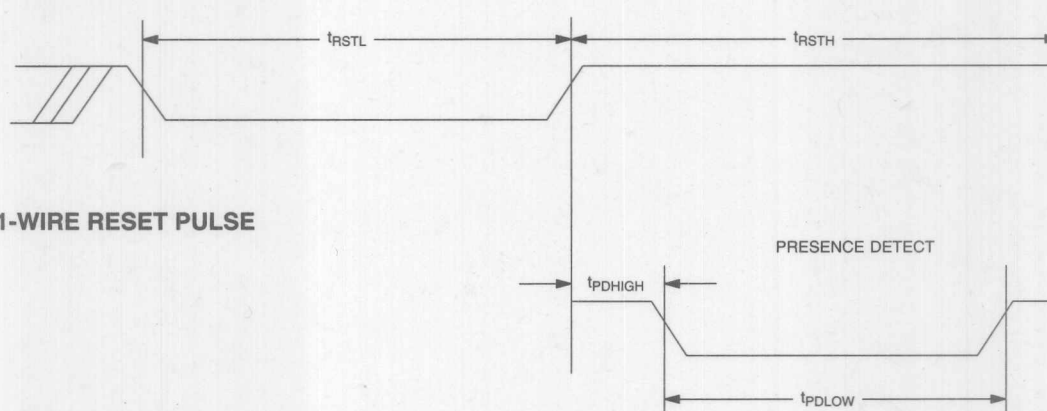 tRSTL
tRSTH
1-WIRE RESET PULSE
PRESENCE DETECT
tPDHIGH
tPDLOW